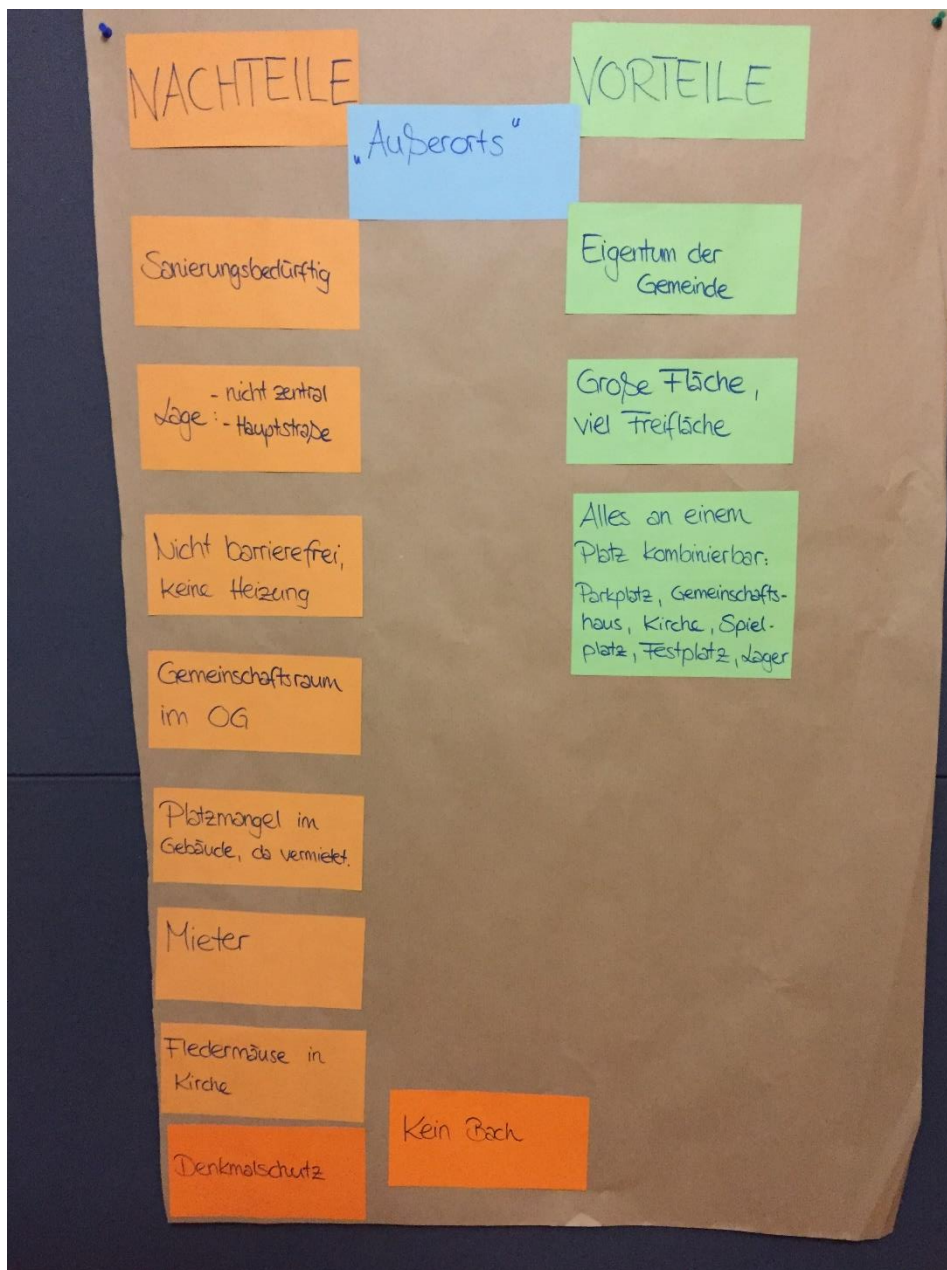 NACHTEILE
„Außerorts“
VORTEILE
Sanierungsbedürftig
Lage: - nicht zentral
- Hauptstraße
Nicht barrierefrei,
keine Heizung
Gemeinschaftsraum
im OG
Platzmangel im
Gebäude, da vermietet.
Mieter
Fledermäuse in
Kirche
Denkmalschutz
Kein Bach
Eigentum der
Gemeinde
Große Fläche,
viel Freifläche
Alles an einem
Platz kombinierbar:
Parkplatz, Gemeinschafts-
haus, Kirche, Spiel-
platz, Festplatz, Lager